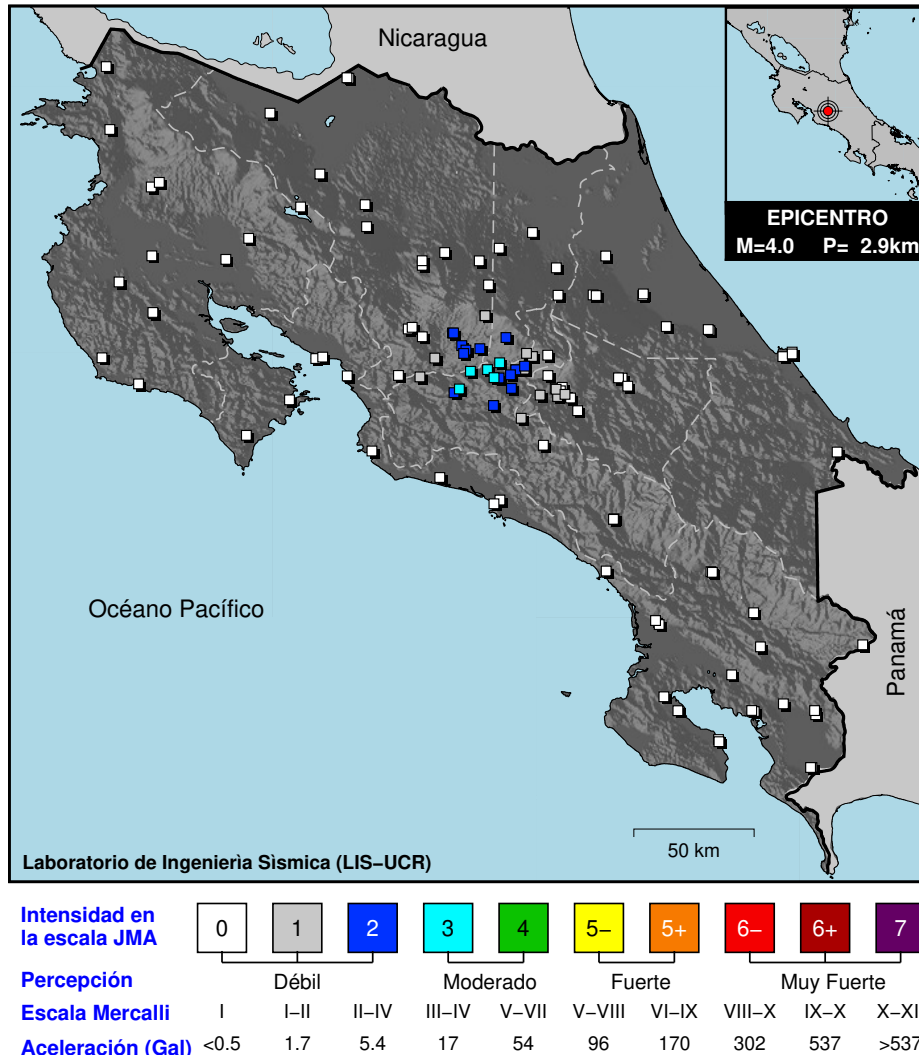 Nicaragua
EPICENTRO
M=4.0 P= 2.9km
Océano Pacífico
Panamá
50 km
Laboratorio de Ingenierìa Sìsmica (LIS–UCR)
Intensidad en
la escala JMA
0 1 2 3 4 5– 5+ 6– 6+ 7
Percepción Débil Moderado Fuerte Muy Fuerte
Escala Mercalli I I–II II–IV III–IV V–VII V–VIII VI–IX VIII–X IX–X X–XI
Aceleración (Gal) <0.5 1.7 5.4 17 54 96 170 302 537 >537